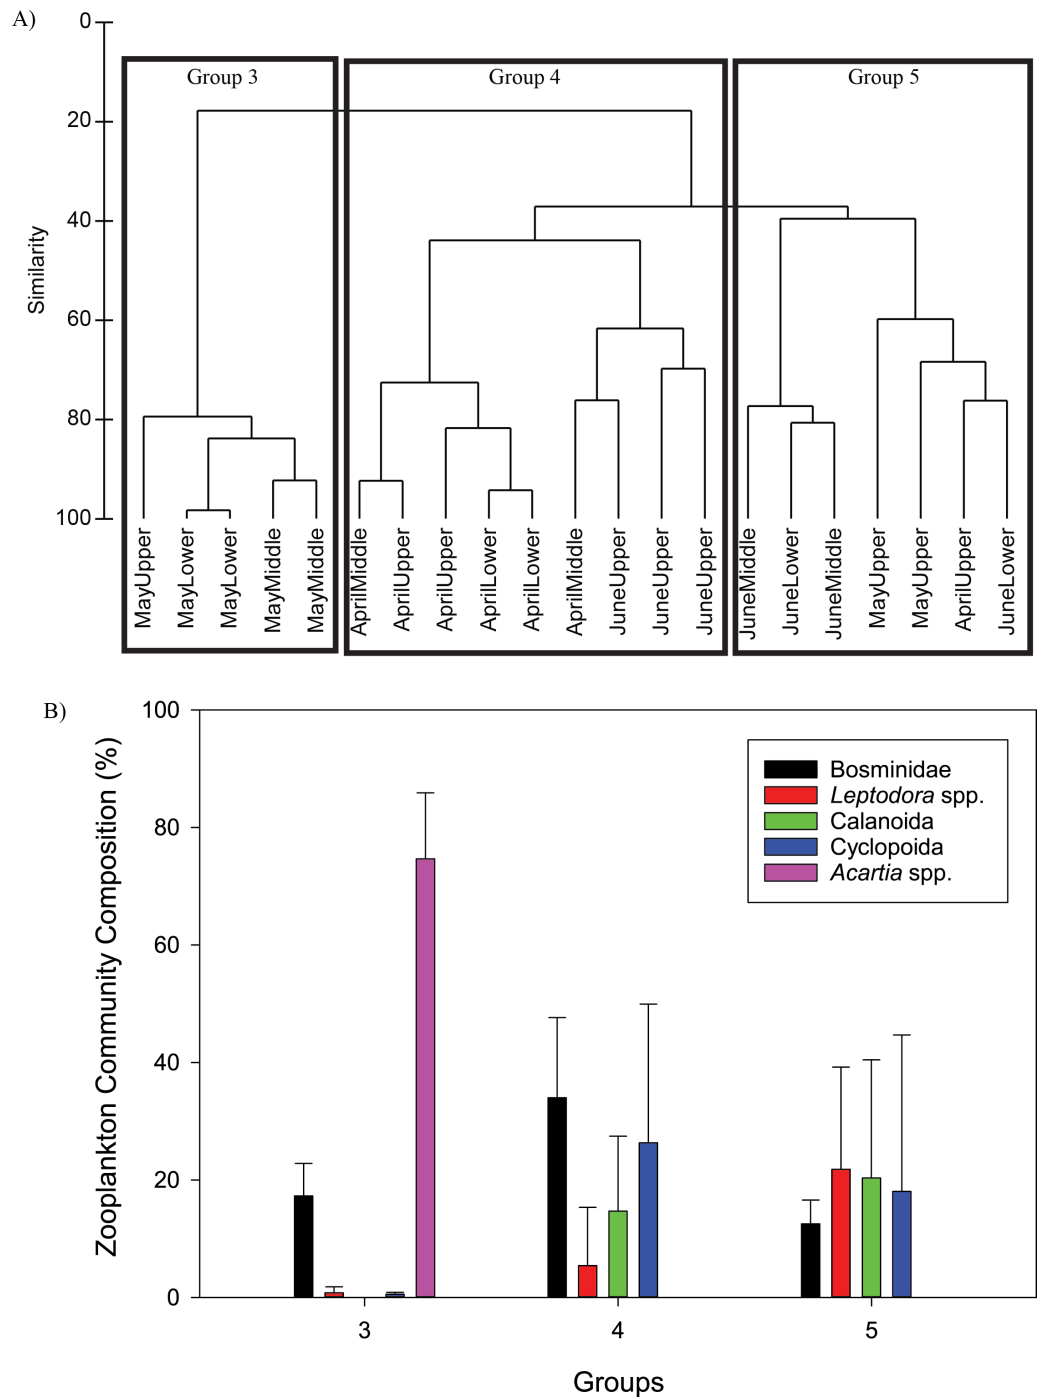 A)
0
20
40
60
80
100
Similarity
Group 3
Group 4
Group 5
MayUpper
MayLower
MayLower
MayMiddle
MayMiddle
AprilMiddle
AprilUpper
AprilUpper
AprilLower
AprilLower
AprilMiddle
JuneUpper
JuneUpper
JuneUpper
JuneMiddle
JuneLower
JuneMiddle
MayUpper
MayUpper
AprilUpper
JuneLower
B)
100
80
60
40
20
0
Zooplankton Community Composition (%)
Bosminidae
Leptodora spp.
Calanoida
Cyclopoida
Acartia spp.
3
4
5
Groups